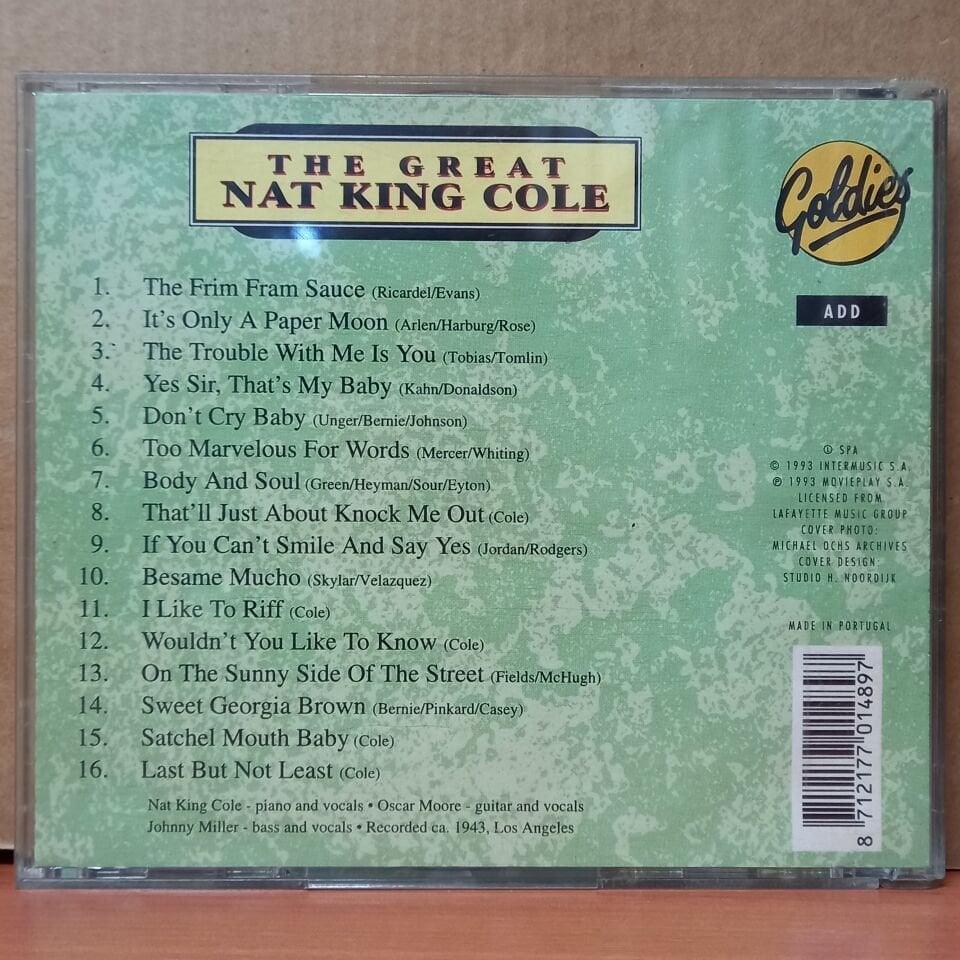 THE GREAT
NAT KING COLE
Goldies
ADD
1. The Frim Fram Sauce (Ricardel/Evans)
2. It's Only A Paper Moon (Arlen/Harburg/Rose)
3. The Trouble With Me Is You (Tobias/Tomlin)
4. Yes Sir, That's My Baby (Kahn/Donaldson)
5. Don't Cry Baby (Unger/Bernie/Johnson)
6. Too Marvelous For Words (Mercer/Whiting)
7. Body And Soul (Green/Heyman/Sour/Eyton)
8. That'll Just About Knock Me Out (Cole)
9. If You Can't Smile And Say Yes (Jordan/Rodgers)
10. Besame Mucho (Skylar/Velazquez)
11. I Like To Riff (Cole)
12. Wouldn't You Like To Know (Cole)
13. On The Sunny Side Of The Street (Fields/McHugh)
14. Sweet Georgia Brown (Bernie/Pinkard/Casey)
15. Satchel Mouth Baby (Cole)
16. Last But Not Least (Cole)
Nat King Cole - piano and vocals • Oscar Moore - guitar and vocals
Johnny Miller - bass and vocals • Recorded ca. 1943, Los Angeles
SPA
© 1993 INTERMUSIC S.A.
℗ 1993 MOVIEPLAY S.A.
LICENSED FROM
LAFAYETTE MUSIC GROUP
COVER PHOTO:
MICHAEL OCHS ARCHIVES
COVER DESIGN:
STUDIO H. NOORDIJK
MADE IN PORTUGAL
8 712177 014897